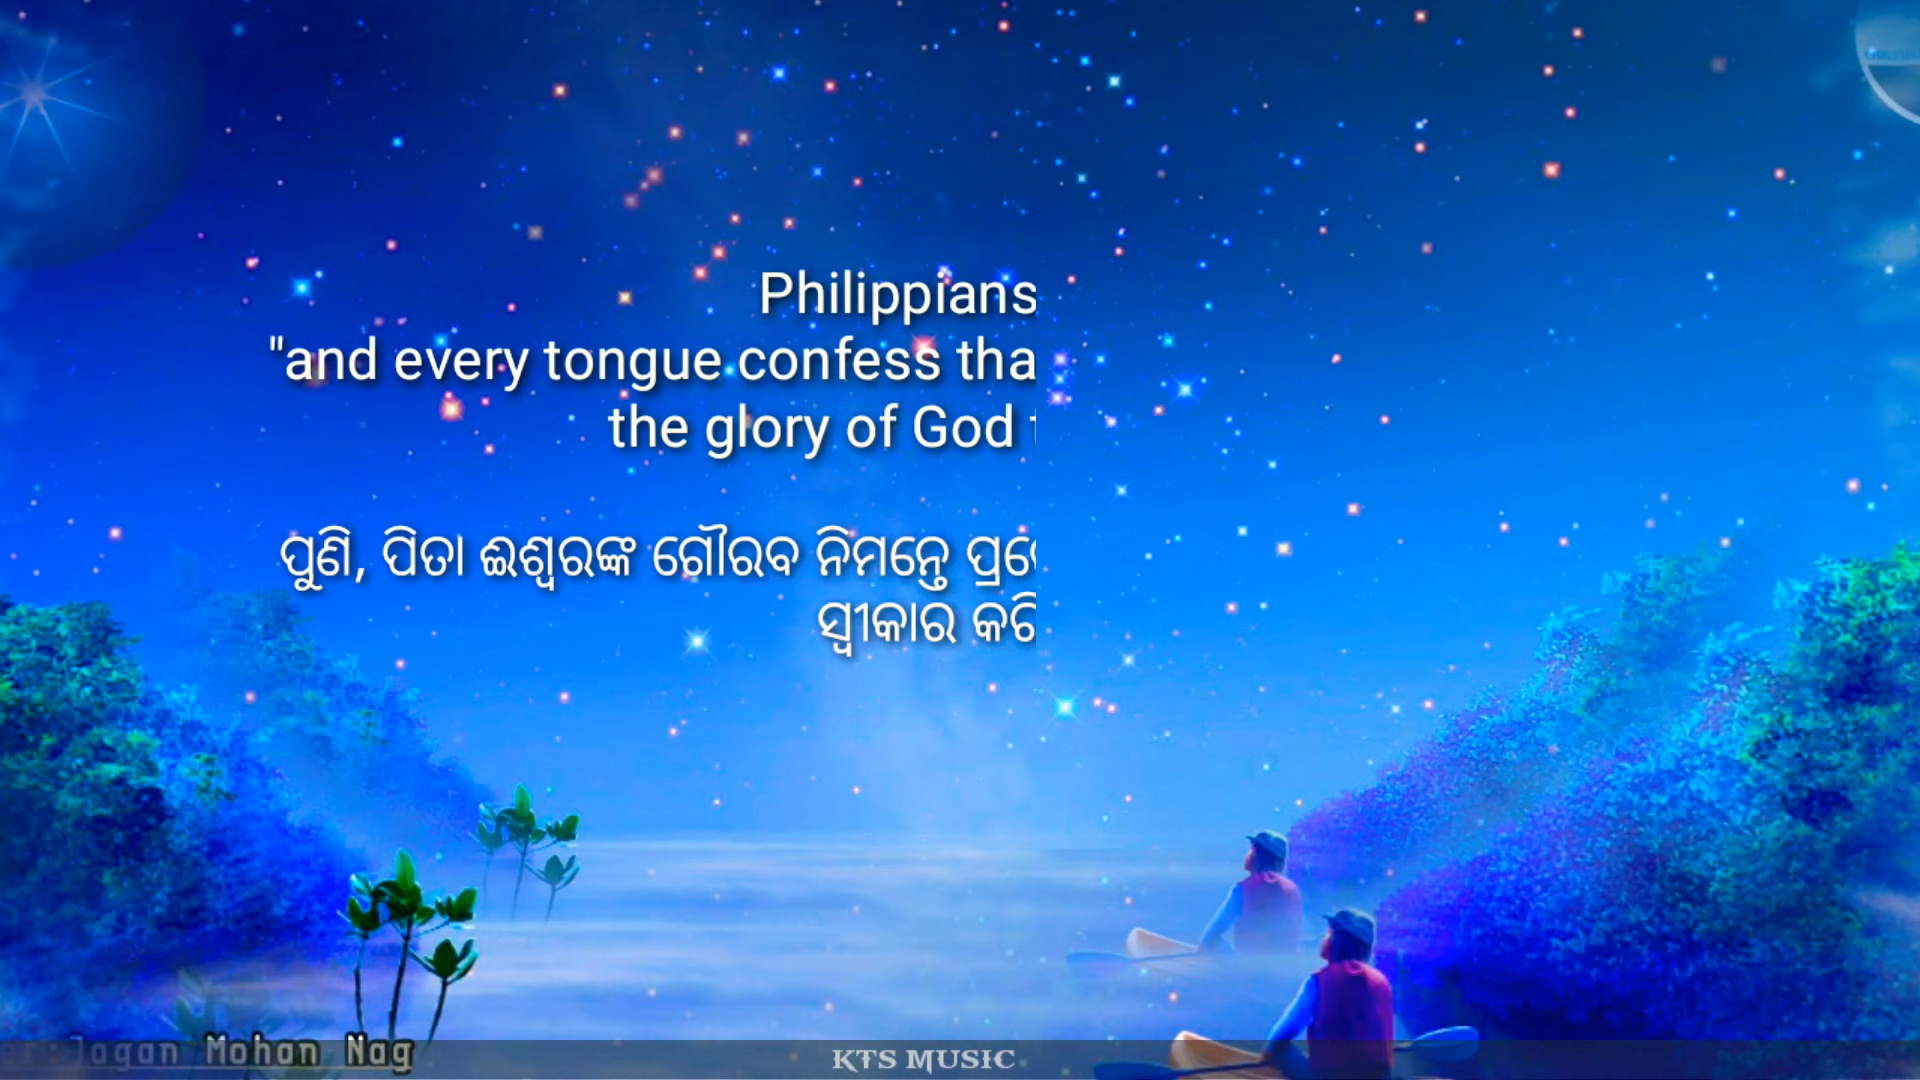 Philippians
"and every tongue confess tha
the glory of God
ପୁଣି, ପିତା ଈଶ୍ୱରଙ୍କ ଗୌରବ ନିମନ୍ତେ
ସ୍ୱୀକାର
Jagan Mohan Nag
KTS MUSIC